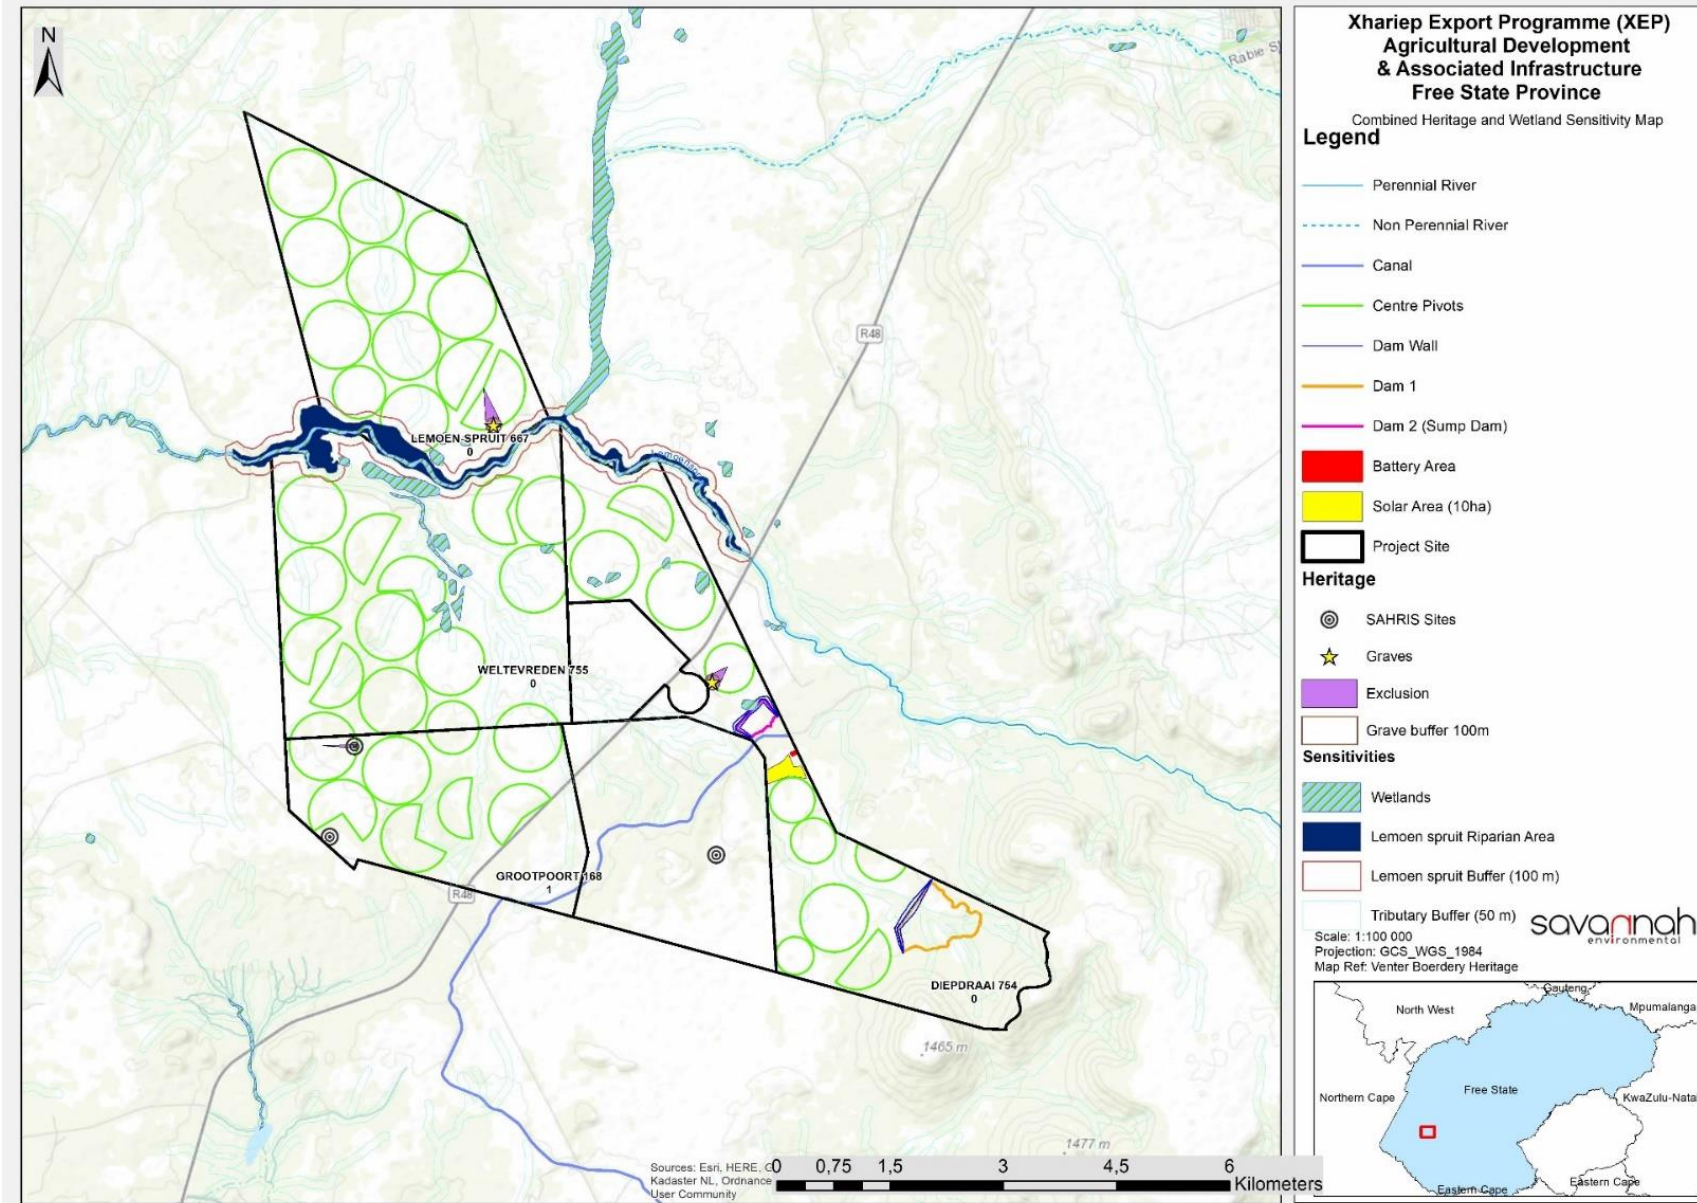 N
Rabie S
R48
LEMOEN SPRUIT 667
0
Lemoen
WELTEVREDEN 755
0
GROOTPOORT 168
1
R48
DIEPDRAAI 754
0
1465 m
1477 m
Sources: Esri, HERE, G
Kadaster NL, Ordnance
User Community
0 0,75 1,5 3 4,5 6
Kilometers
Xhariep Export Programme (XEP)
Agricultural Development
& Associated Infrastructure
Free State Province
Combined Heritage and Wetland Sensitivity Map
Legend
Perennial River
Non Perennial River
Canal
Centre Pivots
Dam Wall
Dam 1
Dam 2 (Sump Dam)
Battery Area
Solar Area (10ha)
Project Site
Heritage
SAHRIS Sites
Graves
Exclusion
Grave buffer 100m
Sensitivities
Wetlands
Lemoen spruit Riparian Area
Lemoen spruit Buffer (100 m)
Tributary Buffer (50 m)
savannah
environmental
Scale: 1:100 000
Projection: GCS_WGS_1984
Map Ref: Venter Boerdery Heritage
Gauteng
North West
Mpumalanga
Free State
Northern Cape
KwaZulu-Nata
Eastern Cape
Eastern Cape